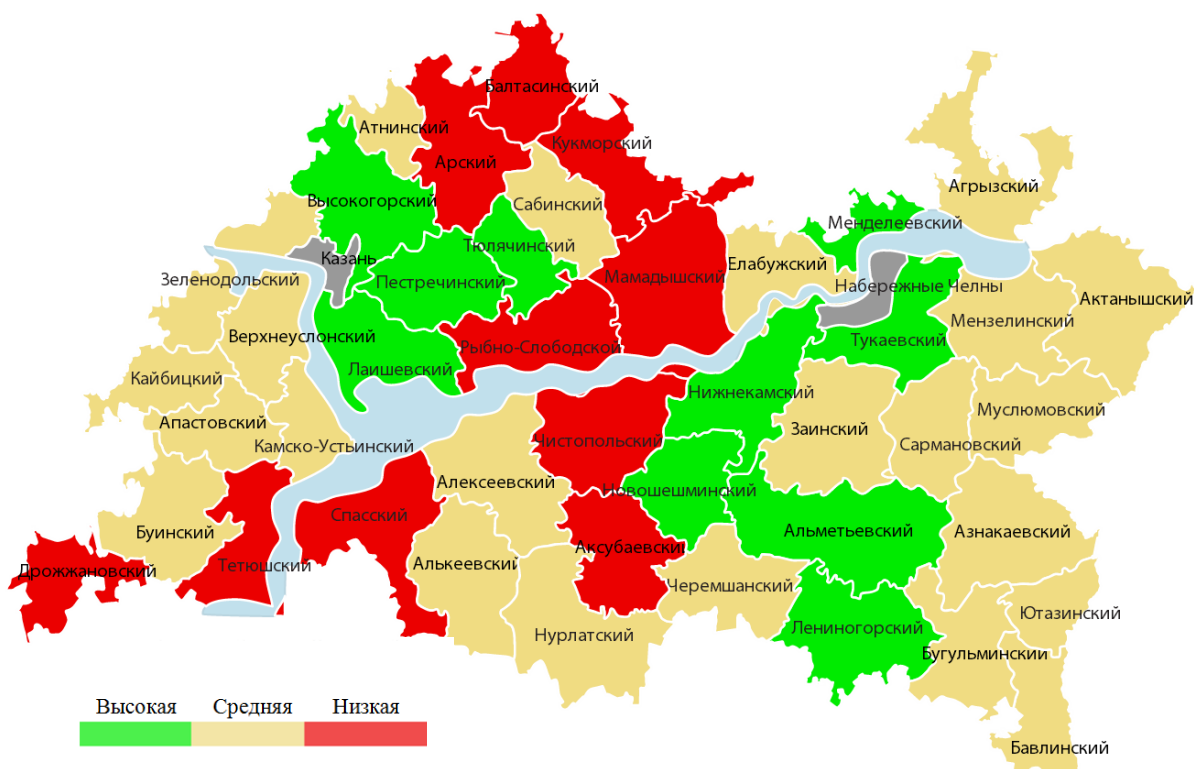 Балтасинский
Атнинский
Кукморский
Арский
Агрызский
Высокогорский
Сабинский
Менделеевский
Тюлячинский
Казань
Елабужский
Зеленодольский
Пестречинский
Мамадышский
Набережные Челны
Актанышский
Мензелинский
Верхнеуслонский
Тукаевский
Рыбно-Слободской
Лаишевский
Кайбицкий
Нижнекамский
Муслюмовский
Апастовский
Заинский
Камско-Устьинский
Чистопольский
Сармановский
Алексеевский
Новошешминский
Спасский
Буинский
Альметьевский
Азнакаевский
Аксубаевски
Дрожжановский
Тетюшский
Алькеевский
Черемшанский
Ютазинский
Нурлатский
Лениногорский
Бугульминский
Высокая Средняя Низкая
Бавлинский